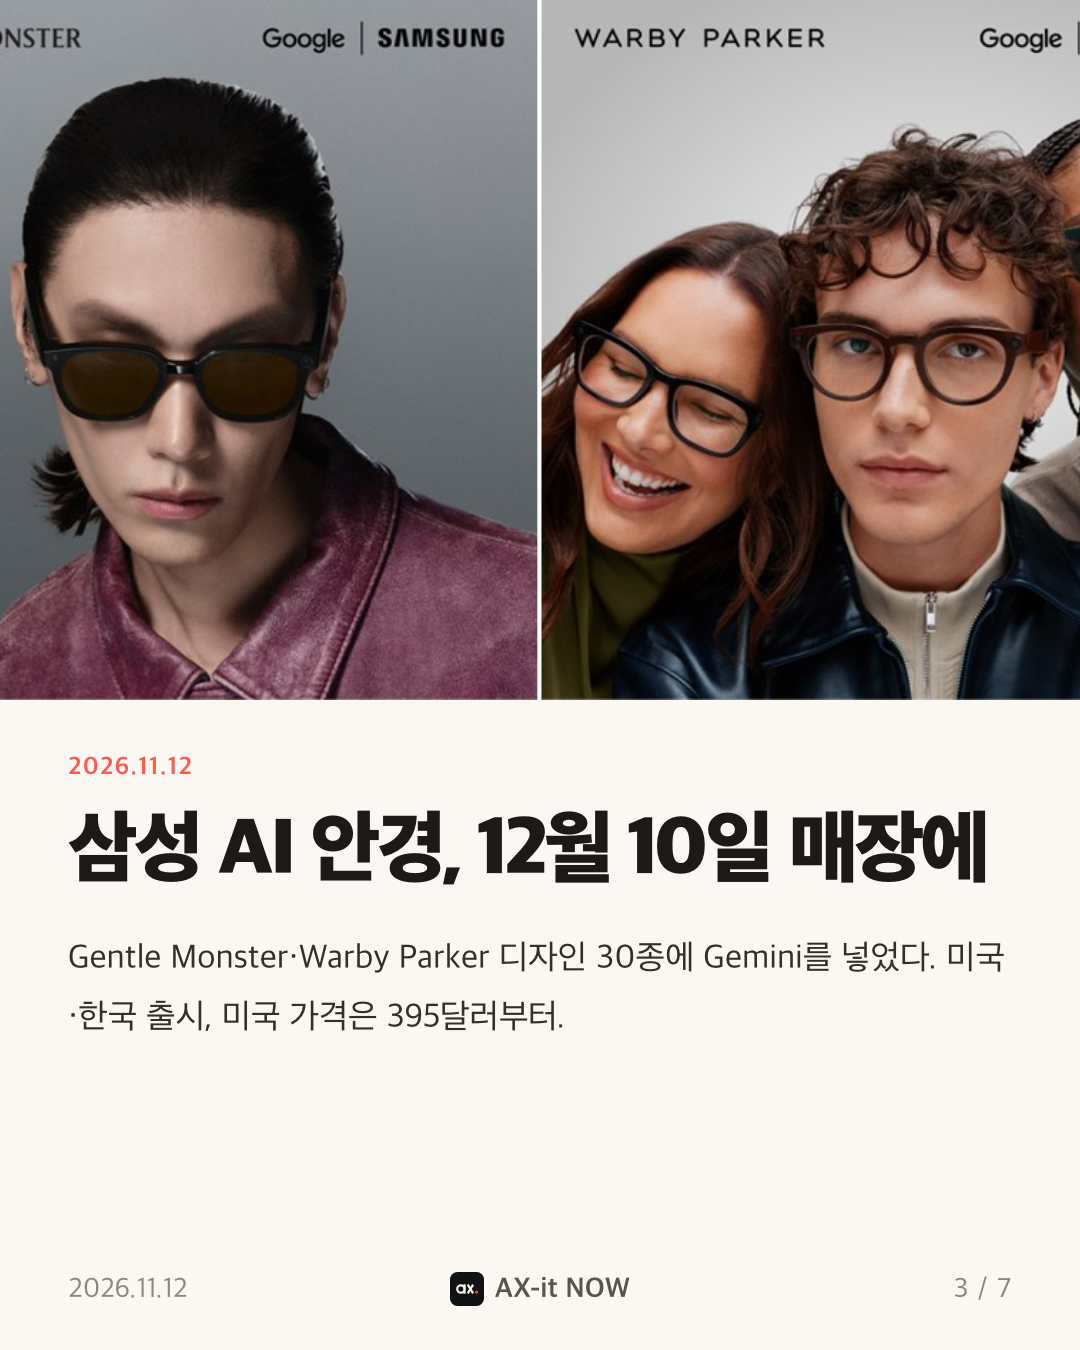 ONSTER
Google | SAMSUNG
WARBY PARKER
Google
2026.11.12
삼성 AI 안경, 12월 10일 매장에
Gentle Monster·Warby Parker 디자인 30종에 Gemini를 넣었다. 미국
·한국 출시, 미국 가격은 395달러부터.
2026.11.12
ax.
AX-it NOW
3 / 7